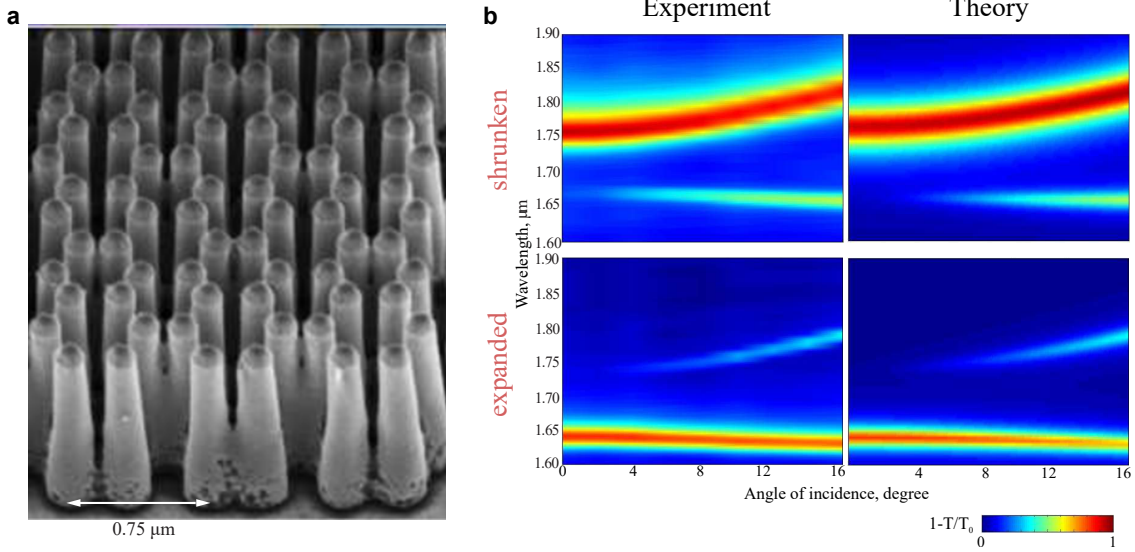 a
0.75 μm
b
Experiment
Theory
shrunken
expanded
Wavelength, μm
1.90
1.85
1.80
1.75
1.70
1.65
1.60
1.90
1.85
1.80
1.75
1.70
1.65
1.60
0 4 8 12 16
4 8 12 16
Angle of incidence, degree
1-T/T₀
0 1